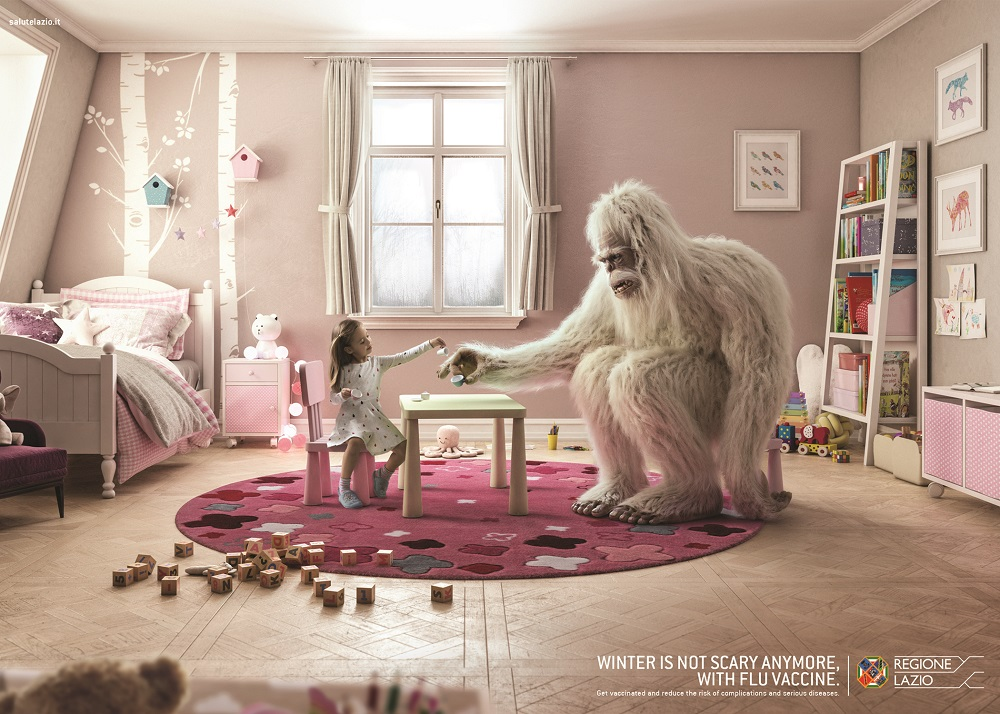 salutelazio.it
WINTER IS NOT SCARY ANYMORE,
WITH FLU VACCINE.
Get vaccinated and reduce the risk of complications and serious diseases.
REGIONE
LAZIO